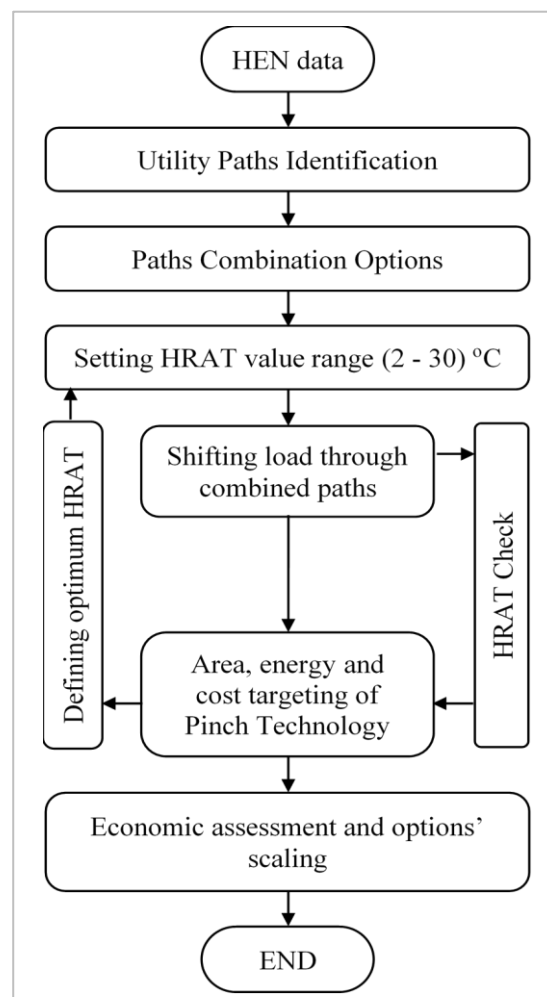 HEN data
Utility Paths Identification
Paths Combination Options
Setting HRAT value range (2 - 30) ºC
Shifting load through
combined paths
Defining optimum HRAT
HRAT Check
Area, energy and
cost targeting of
Pinch Technology
Economic assessment and options’
scaling
END